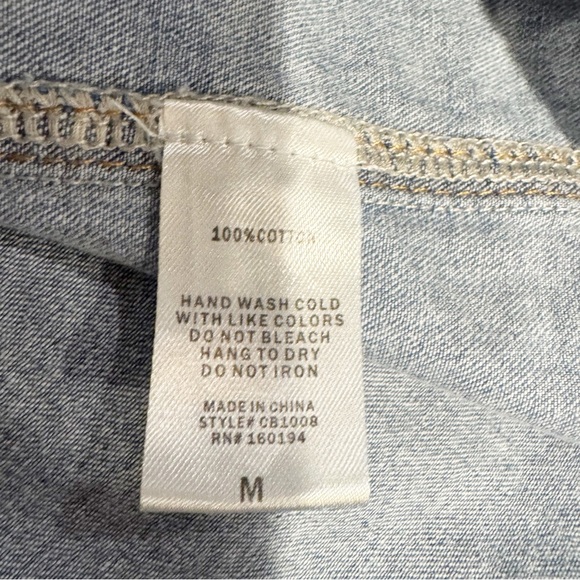 100%COTTON
HAND WASH COLD
WITH LIKE COLORS
DO NOT BLEACH
HANG TO DRY
DO NOT IRON
MADE IN CHINA
STYLE# CB1008
RN# 160194
M